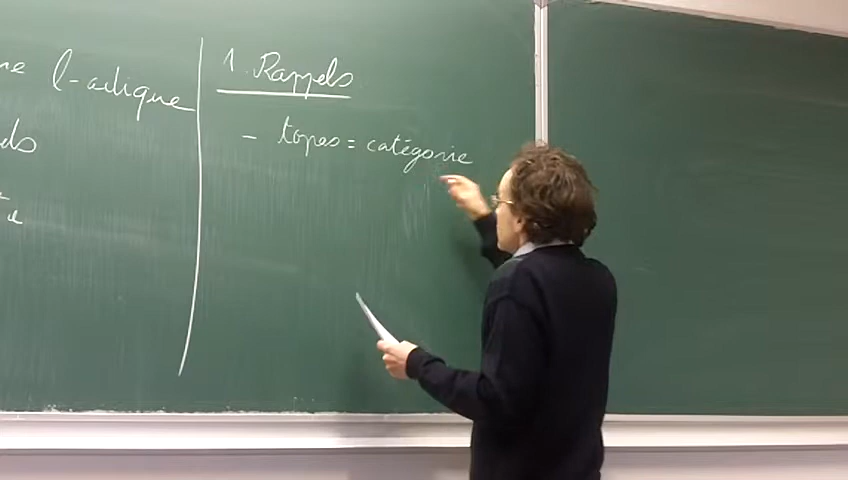 l-adique
1. Rappels
- topos = catégorie